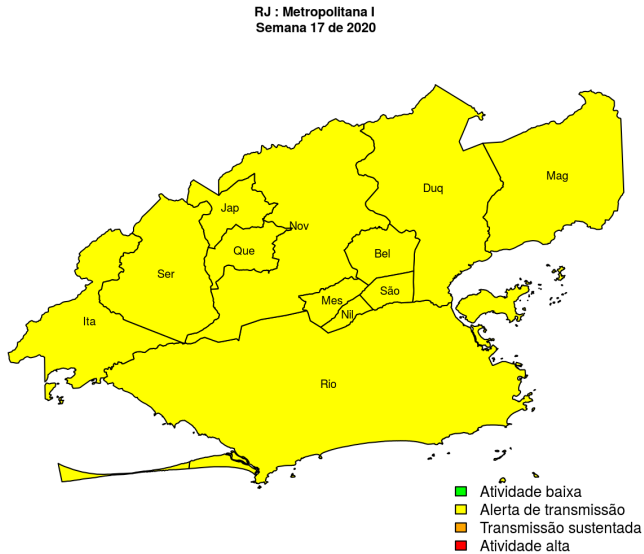 RJ : Metropolitana I
Semana 17 de 2020
Mag
Duq
Jap
Nov
Que
Bel
Ser
São
Mes
Nil
Ita
Rio
Atividade baixa
Alerta de transmissão
Transmissão sustentada
Atividade alta